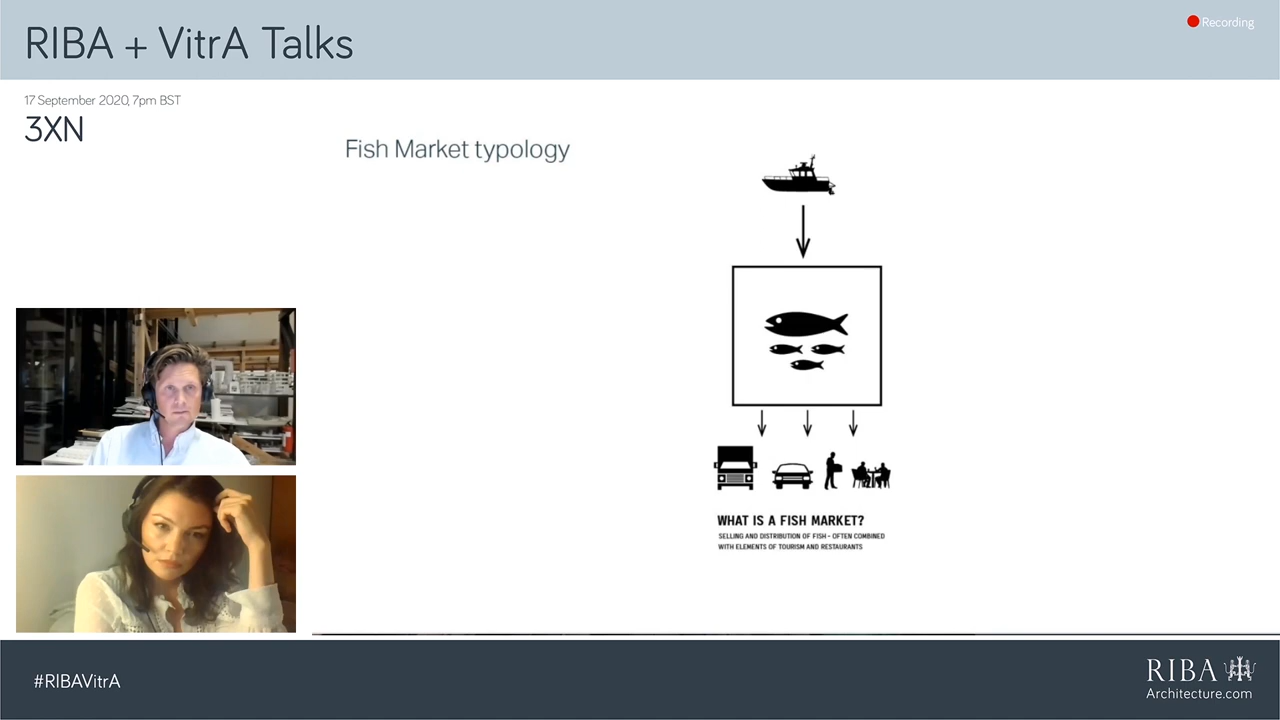 RIBA + VitrA Talks
Recording
17 September 2020, 7pm BST
3XN
Fish Market typology
WHAT IS A FISH MARKET?
SELLING AND DISTRIBUTION OF FISH - OFTEN COMBINED
WITH ELEMENTS OF TOURISM AND RESTAURANTS
#RIBAVitrA
RIBA
Architecture.com